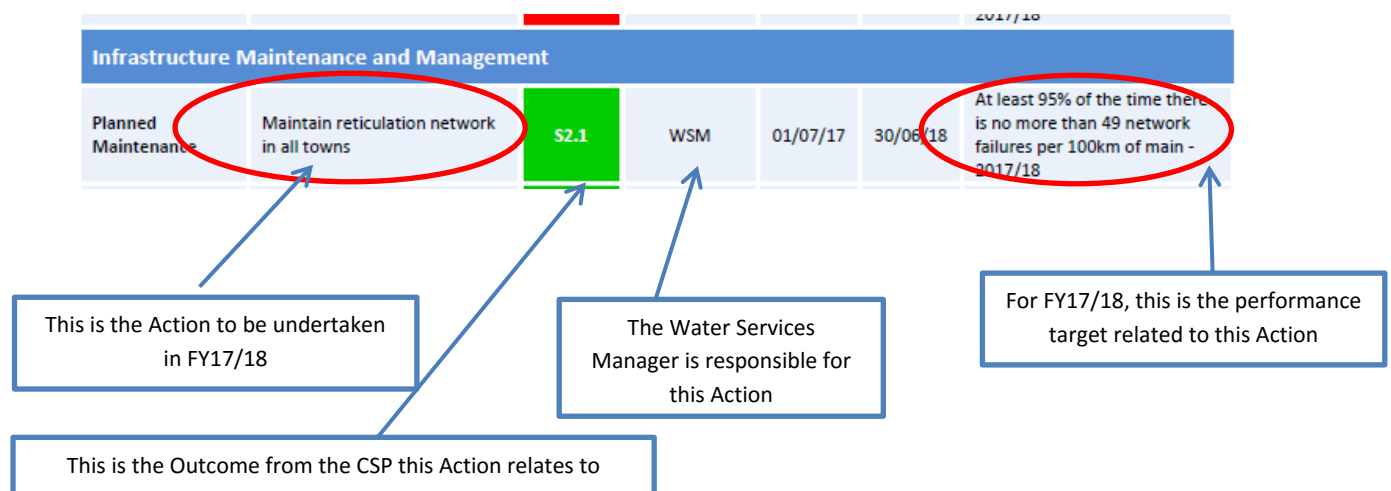 2017/18
Infrastructure Maintenance and Management
Planned
Maintenance
Maintain reticulation network
in all towns
S2.1
WSM
01/07/17
30/06/18
At least 95% of the time there
is no more than 49 network
failures per 100km of main -
2017/18
This is the Action to be undertaken
in FY17/18
The Water Services
Manager is responsible for
this Action
For FY17/18, this is the performance
target related to this Action
This is the Outcome from the CSP this Action relates to